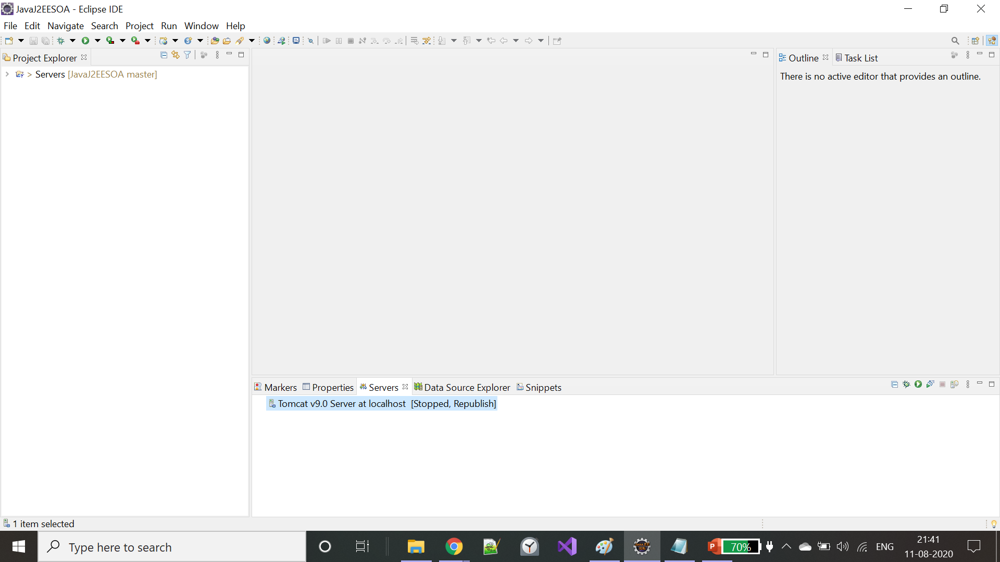 JavaJ2EESOA - Eclipse IDE
File Edit Navigate Search Project Run Window Help
Project Explorer
> Servers [JavaJ2EESOA master]
Outline Task List
There is no active editor that provides an outline.
Markers Properties Servers Data Source Explorer Snippets
Tomcat v9.0 Server at localhost [Stopped, Republish]
1 item selected
Type here to search
70%
ENG
21:41
11-08-2020